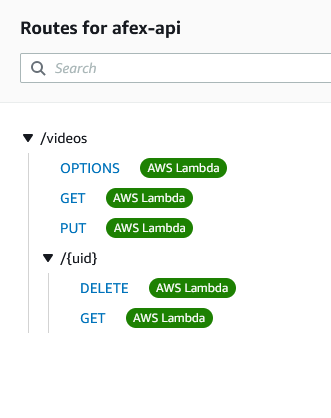 Routes for afex-api
Search
/videos
OPTIONS AWS Lambda
GET AWS Lambda
PUT AWS Lambda
/{uid}
DELETE AWS Lambda
GET AWS Lambda